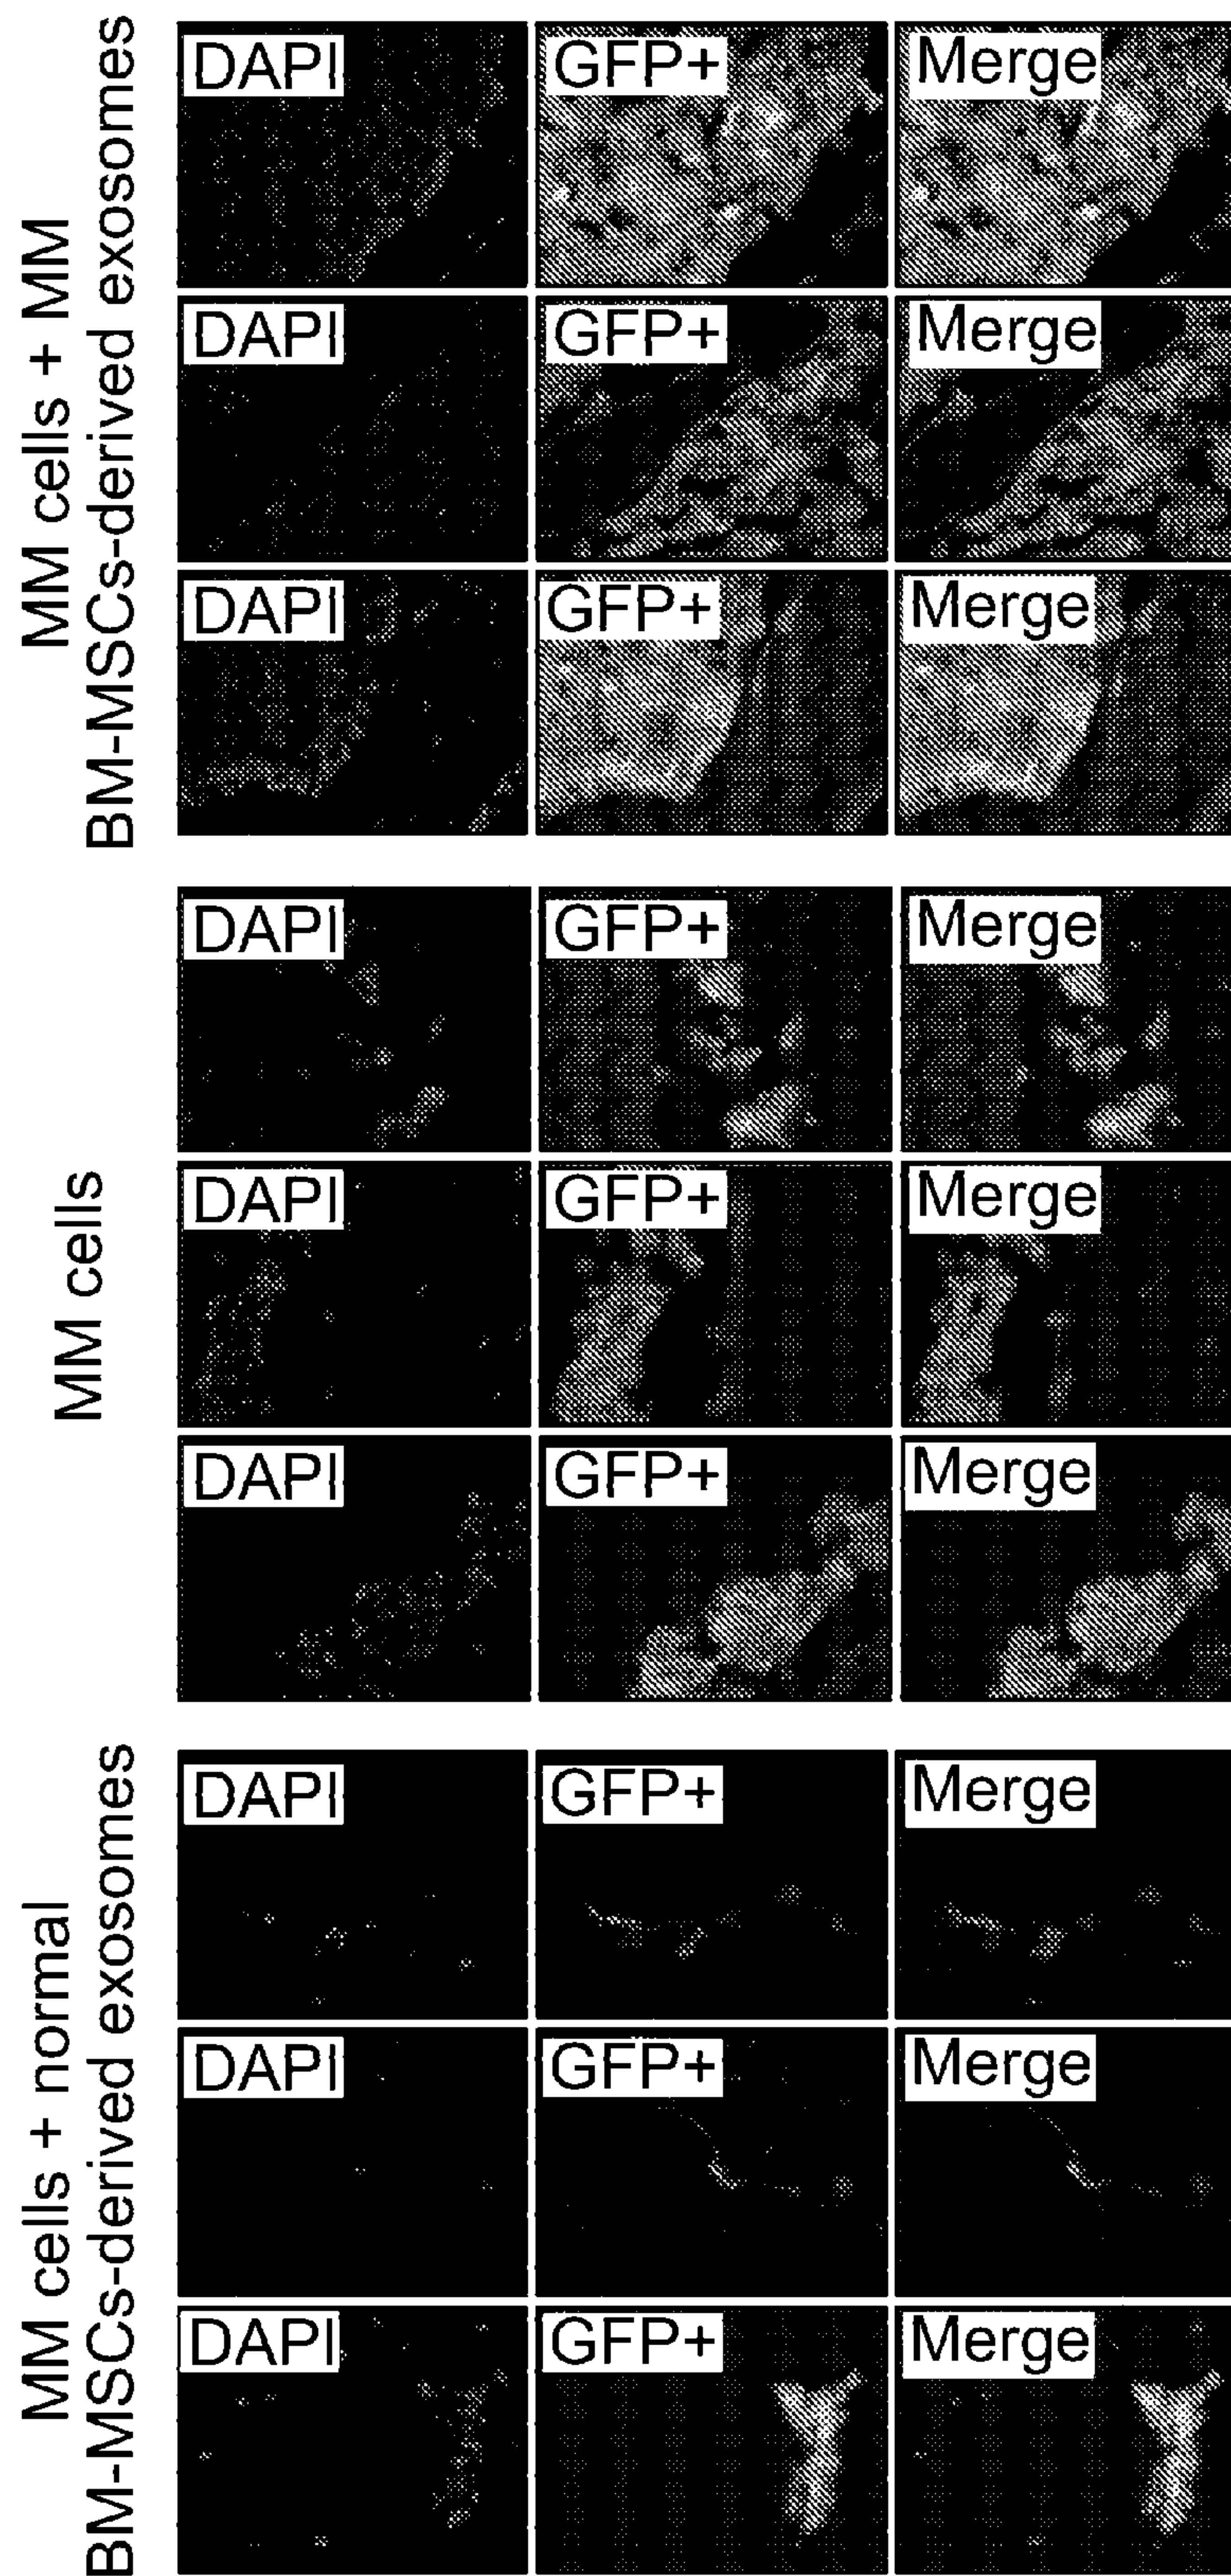 MM cells + MM
BM-MSCs-derived exosomes
DAPI GFP+ Merge
DAPI GFP+ Merge
DAPI GFP+ Merge
MM cells
DAPI GFP+ Merge
DAPI GFP+ Merge
DAPI GFP+ Merge
MM cells + normal
BM-MSCs-derived exosomes
DAPI GFP+ Merge
DAPI GFP+ Merge
DAPI GFP+ Merge